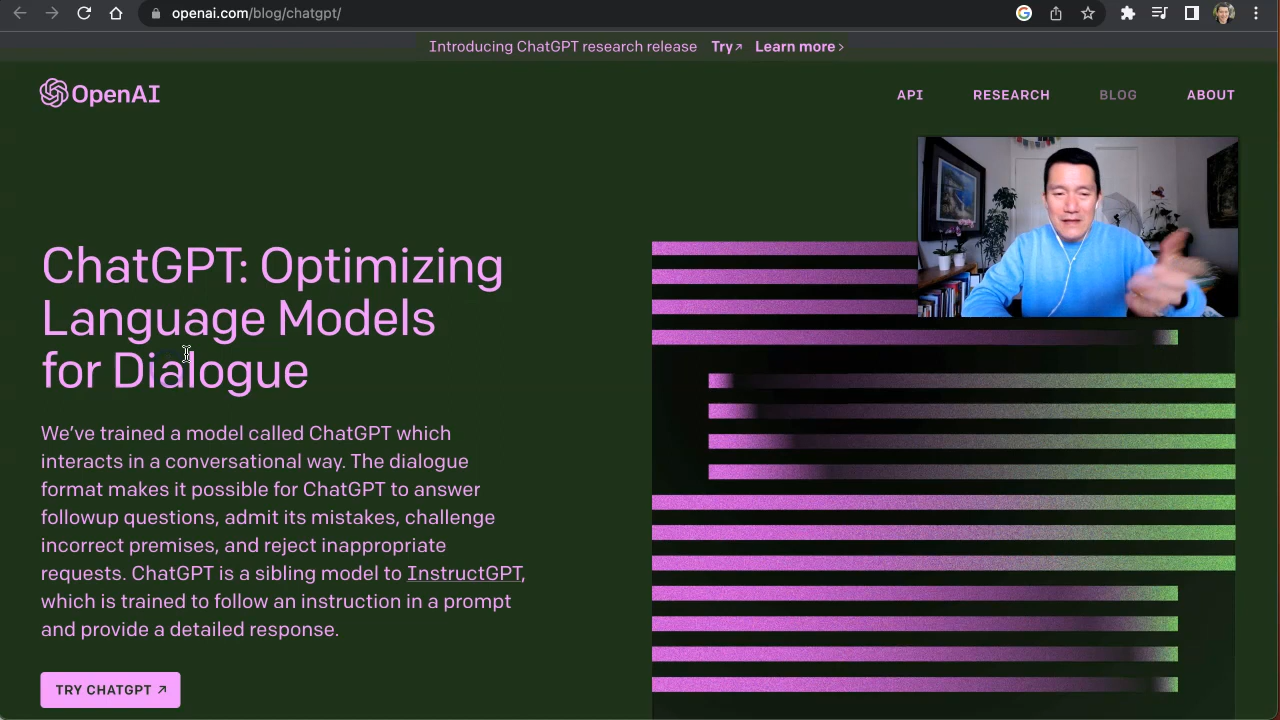 openai.com/blog/chatgpt/
Introducing ChatGPT research release Try↗ Learn more ›
OpenAI
API RESEARCH BLOG ABOUT
ChatGPT: Optimizing
Language Models
for Dialogue
We’ve trained a model called ChatGPT which
interacts in a conversational way. The dialogue
format makes it possible for ChatGPT to answer
followup questions, admit its mistakes, challenge
incorrect premises, and reject inappropriate
requests. ChatGPT is a sibling model to InstructGPT,
which is trained to follow an instruction in a prompt
and provide a detailed response.
TRY CHATGPT ↗